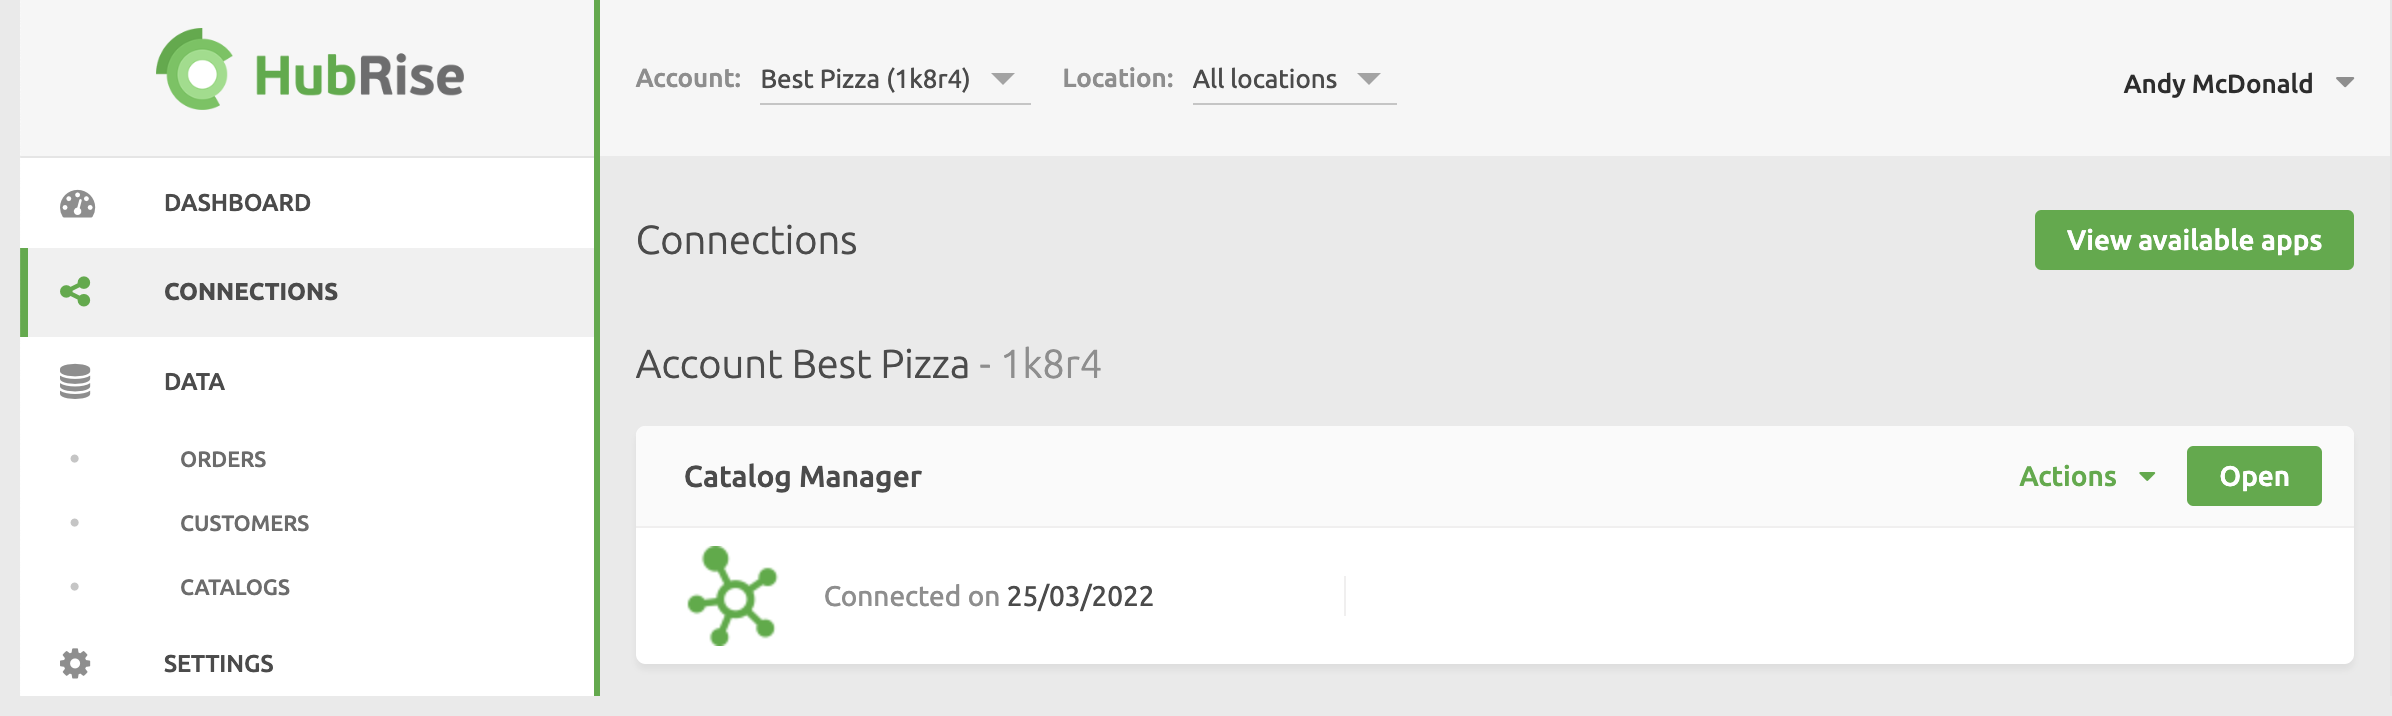 HubRise
Account: Best Pizza (1k8r4) Location: All locations
Andy McDonald
DASHBOARD
CONNECTIONS
DATA
ORDERS
CUSTOMERS
CATALOGS
SETTINGS
Connections
View available apps
Account Best Pizza - 1k8r4
Catalog Manager
Actions
Open
Connected on 25/03/2022